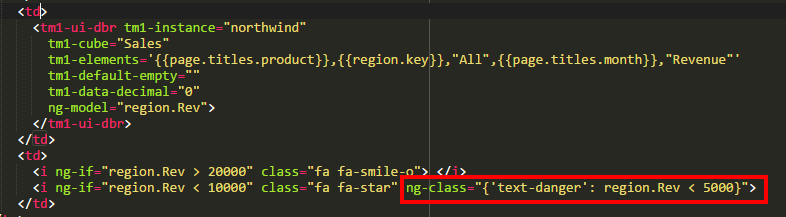 <td>
<tm1-ui-dbr tm1-instance="northwind"
tm1-cube="Sales"
tm1-elements='{{page.titles.product}},{{region.key}},"All",{{page.titles.month}},"Revenue"'
tm1-default-empty=""
tm1-data-decimal="0"
ng-model="region.Rev">
</tm1-ui-dbr>
</td>
<td>
<i ng-if="region.Rev > 20000" class="fa fa-smile-o"> </i>
<i ng-if="region.Rev < 10000" class="fa fa-star" ng-class="{'text-danger': region.Rev < 5000}">
</td>